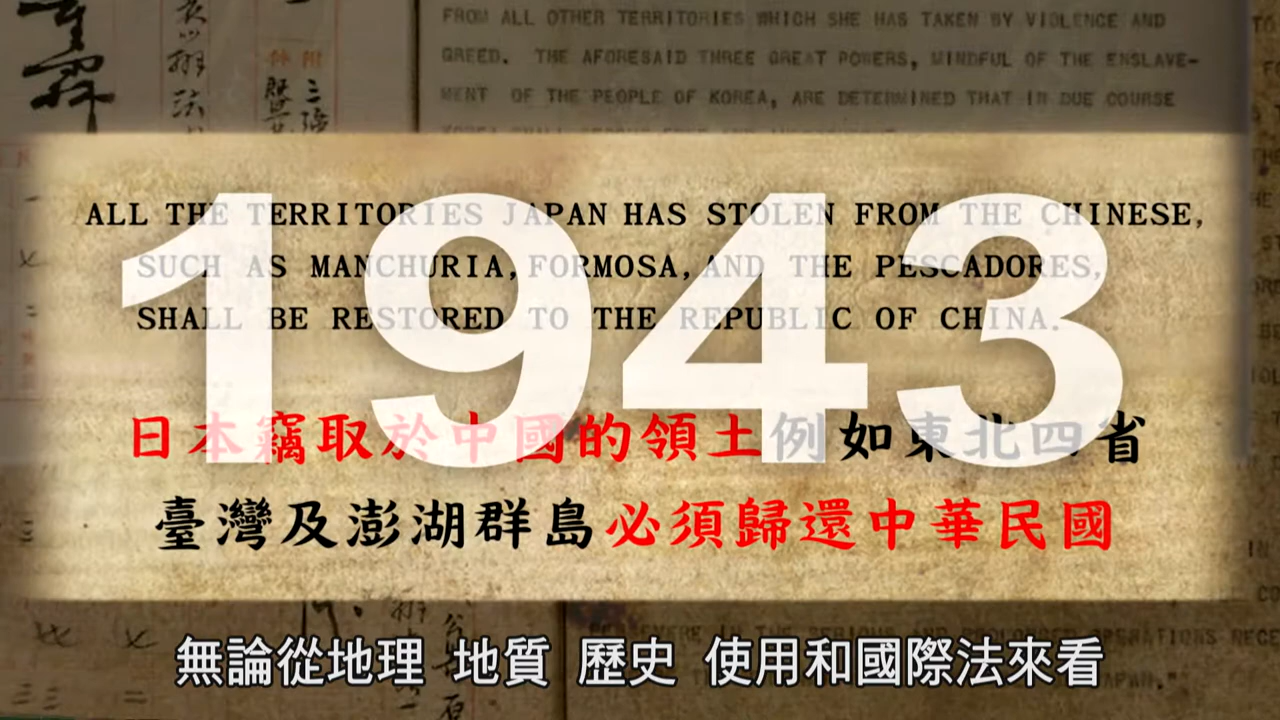 FROM ALL OTHER TERRITORIES WHICH SHE HAS TAKEN BY VIOLENCE AND
GREED. THE AFORESAID THREE GREAT POWERS, MINDFUL OF THE ENSLAVE-
MENT OF THE PEOPLE OF KOREA, ARE DETERMINED THAT IN DUE COURSE
1943
ALL THE TERRITORIES JAPAN HAS STOLEN FROM THE CHINESE,
SUCH AS MANCHURIA, FORMOSA, AND THE PESCADORES,
SHALL BE RESTORED TO THE REPUBLIC OF CHINA.
日本竊取於中國的領土例如東北四省
臺灣及澎湖群島必須歸還中華民國
無論從地理 地質 歷史 使用和國際法來看